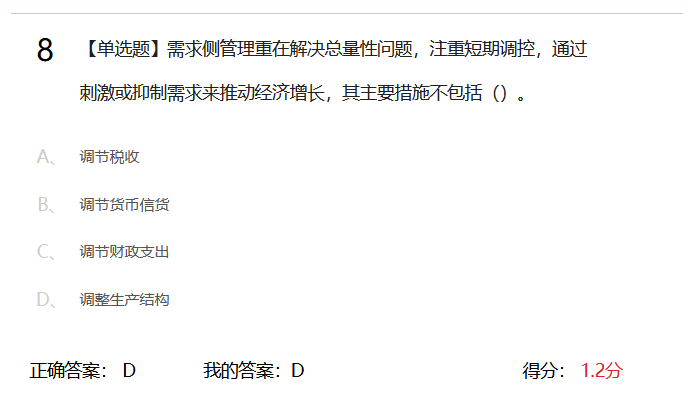 8 【单选题】需求侧管理重在解决总量性问题，注重短期调控，通过
刺激或抑制需求来推动经济增长，其主要措施不包括（）。
A、 调节税收
B、 调节货币信货
C、 调节财政支出
D、 调整生产结构
正确答案： D 我的答案：D 得分： 1.2分